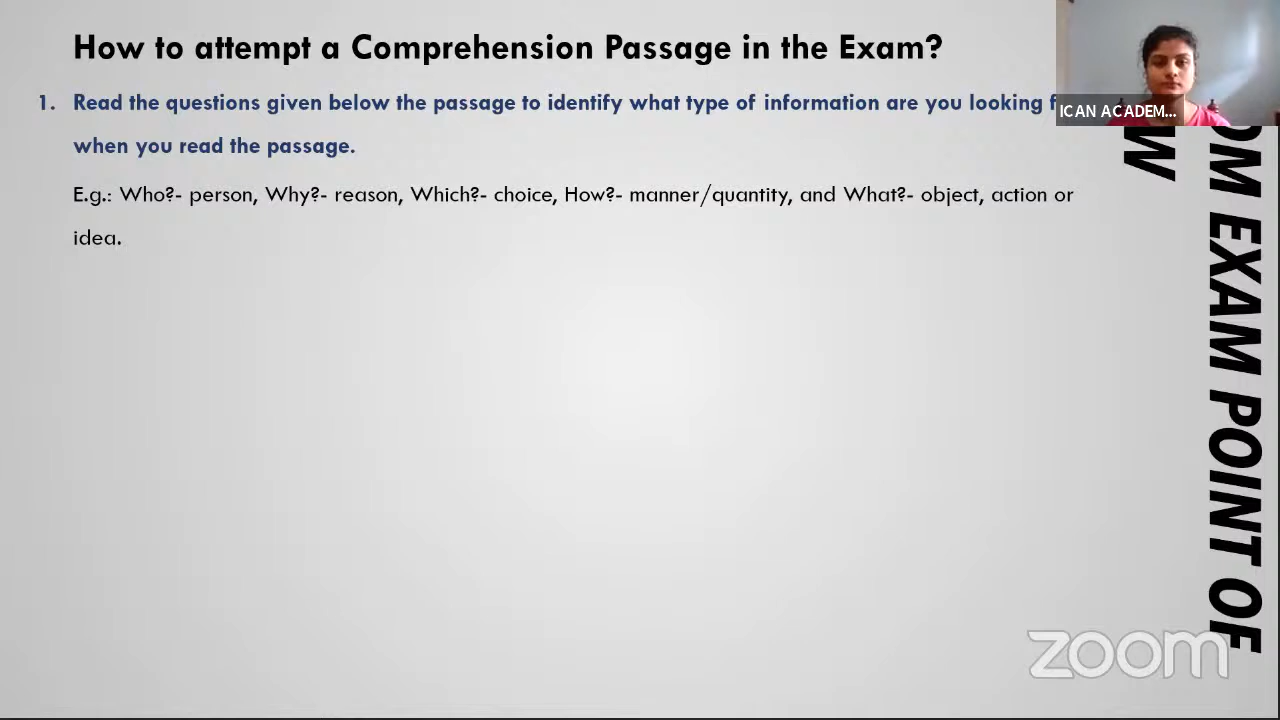 How to attempt a Comprehension Passage in the Exam?
1. Read the questions given below the passage to identify what type of information are you looking
when you read the passage.
E.g.: Who?- person, Why?- reason, Which?- choice, How?- manner/quantity, and What?- object, action or
idea.
ICAN ACADEM...
EXAM POINT OF
zoom